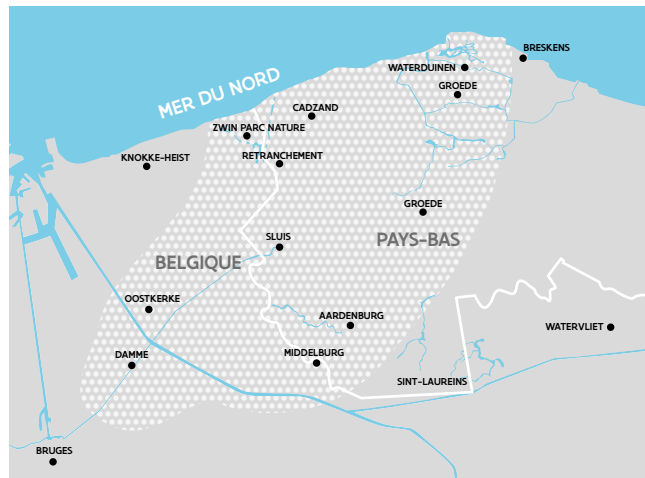 BRESKENS
WATERDUINEN
GROEDE
MER DU NORD
CADZAND
ZWIN PARC NATURE
KNOKKE-HEIST
RETRANCHEMENT
GROEDE
SLUIS
PAYS-BAS
BELGIQUE
OOSTKERKE
AARDENBURG
WATERVLIET
DAMME
MIDDELBURG
SINT-LAUREINS
BRUGES